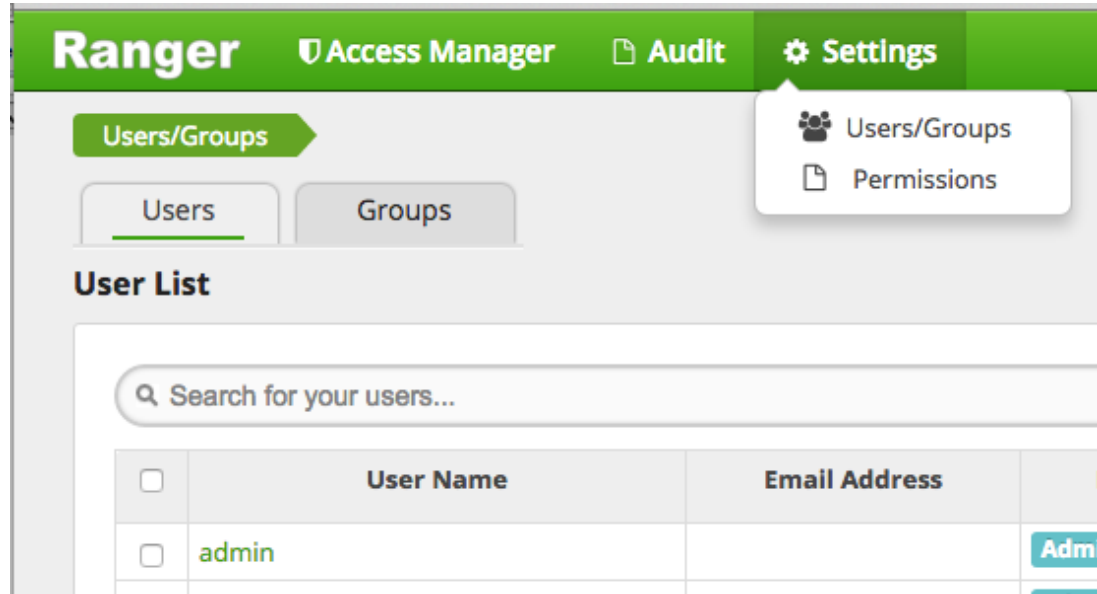 Ranger Access Manager Audit Settings
Users/Groups
Permissions
Users/Groups
Users Groups
User List
Search for your users...
User Name Email Address
admin